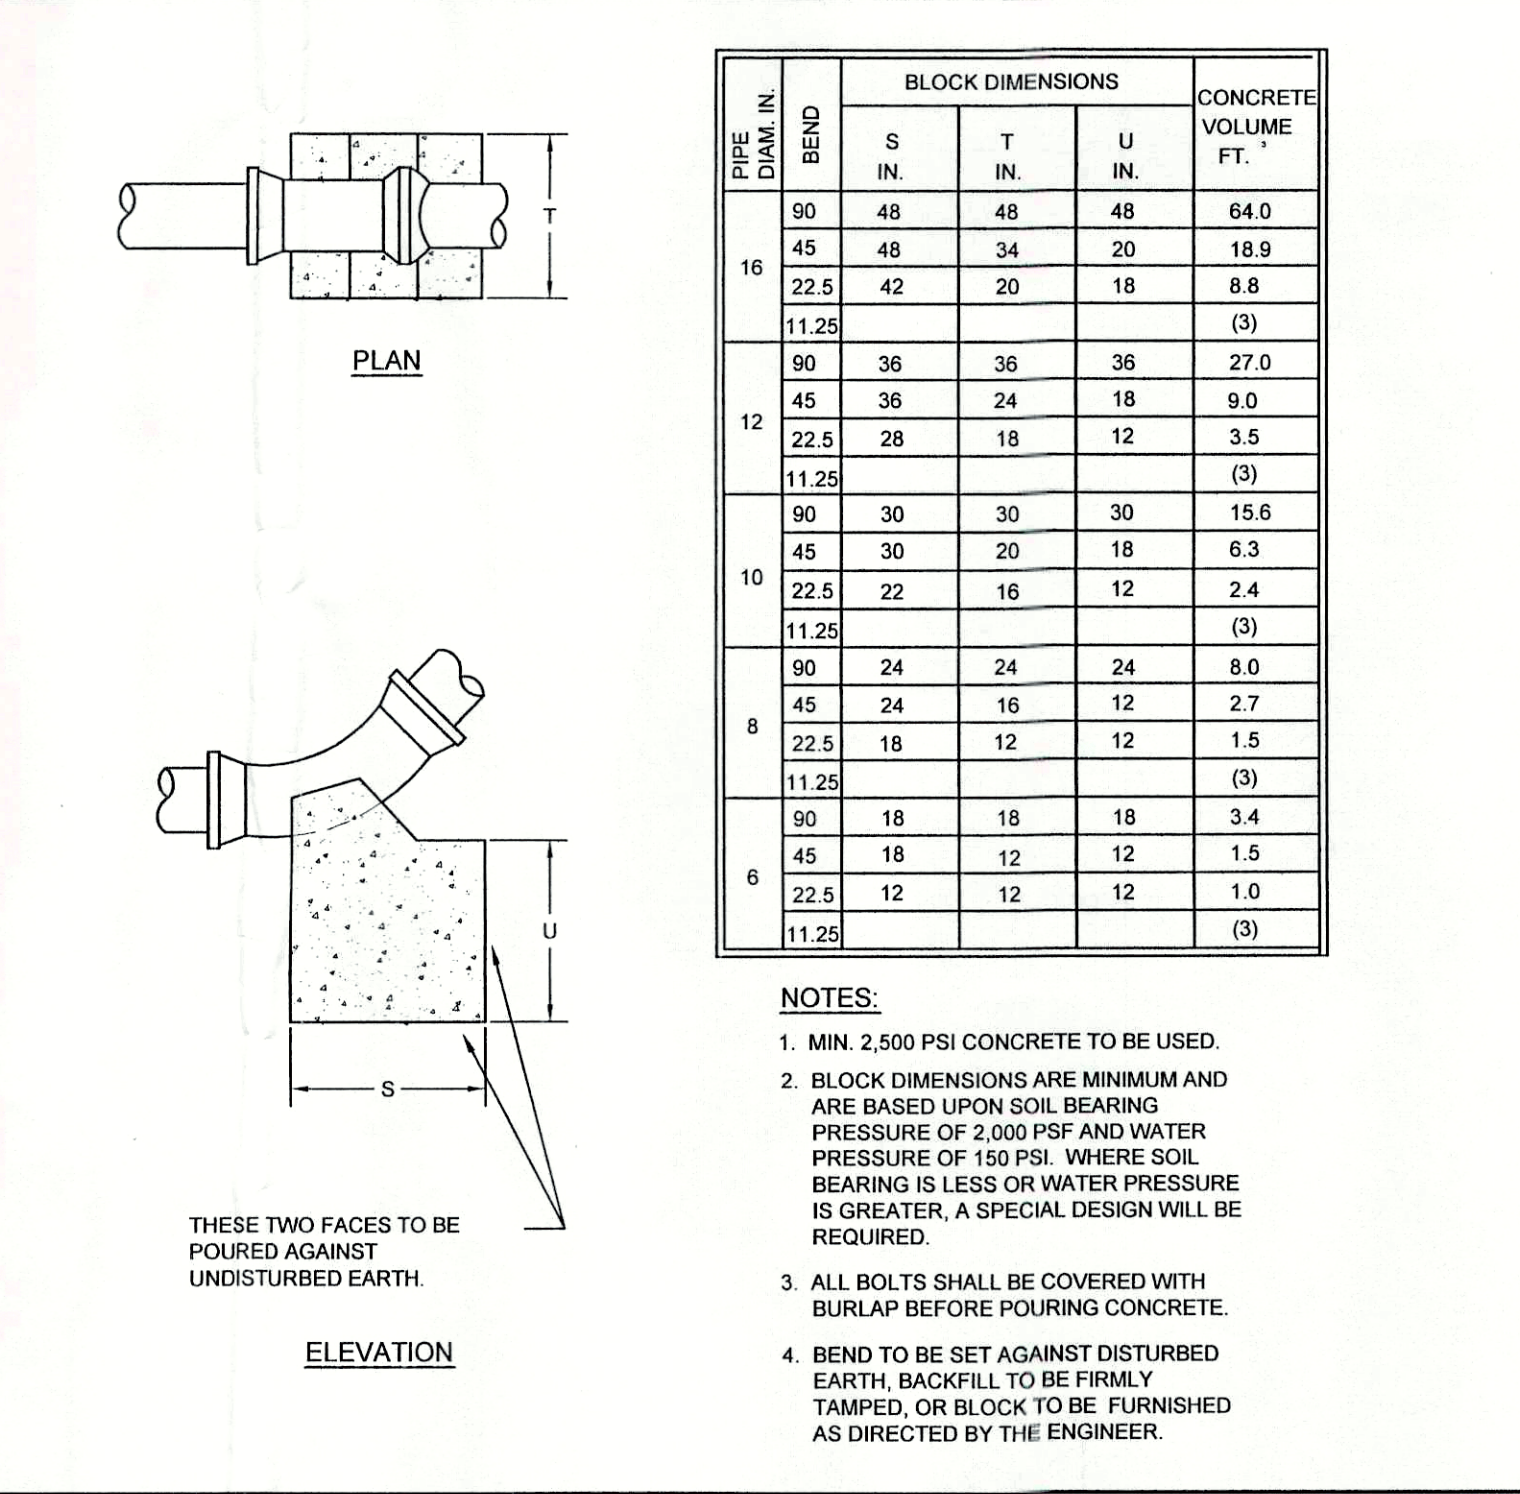 PLAN
T
U
S
THESE TWO FACES TO BE
POURED AGAINST
UNDISTURBED EARTH.
ELEVATION
PIPE DIAM. IN. BEND BLOCK DIMENSIONS CONCRETE VOLUME FT. ³
S IN. T IN. U IN.
16
90 48 48 48 64.0
45 48 34 20 18.9
22.5 42 20 18 8.8
11.25 (3)
12
90 36 36 36 27.0
45 36 24 18 9.0
22.5 28 18 12 3.5
11.25 (3)
10
90 30 30 30 15.6
45 30 20 18 6.3
22.5 22 16 12 2.4
11.25 (3)
8
90 24 24 24 8.0
45 24 16 12 2.7
22.5 18 12 12 1.5
11.25 (3)
6
90 18 18 18 3.4
45 18 12 12 1.5
22.5 12 12 12 1.0
11.25 (3)
NOTES:
1. MIN. 2,500 PSI CONCRETE TO BE USED.
2. BLOCK DIMENSIONS ARE MINIMUM AND
ARE BASED UPON SOIL BEARING
PRESSURE OF 2,000 PSF AND WATER
PRESSURE OF 150 PSI. WHERE SOIL
BEARING IS LESS OR WATER PRESSURE
IS GREATER, A SPECIAL DESIGN WILL BE
REQUIRED.
3. ALL BOLTS SHALL BE COVERED WITH
BURLAP BEFORE POURING CONCRETE.
4. BEND TO BE SET AGAINST DISTURBED
EARTH, BACKFILL TO BE FIRMLY
TAMPED, OR BLOCK TO BE FURNISHED
AS DIRECTED BY THE ENGINEER.